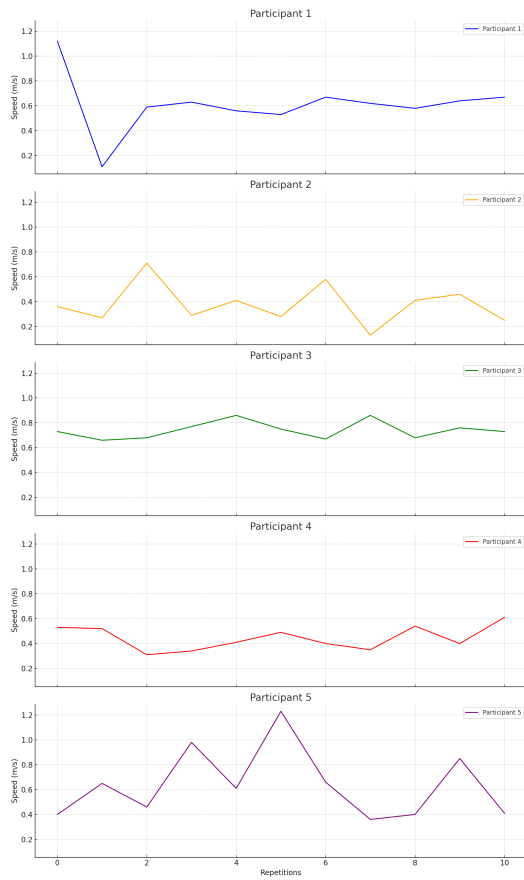 Participant 1
Participant 1
1.2
1.0
0.8
0.6
0.4
0.2
Speed (m/s)
Participant 2
Participant 2
1.2
1.0
0.8
0.6
0.4
0.2
Speed (m/s)
Participant 3
Participant 3
1.2
1.0
0.8
0.6
0.4
0.2
Speed (m/s)
Participant 4
Participant 4
1.2
1.0
0.8
0.6
0.4
0.2
Speed (m/s)
Participant 5
Participant 5
1.2
1.0
0.8
0.6
0.4
0.2
Speed (m/s)
0 2 4 6 8 10
Repetitions